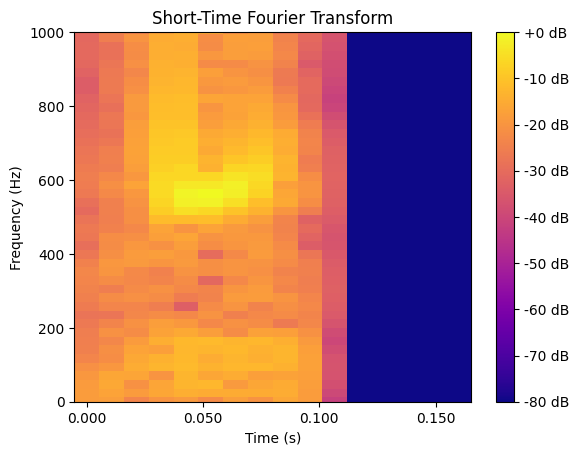 Short-Time Fourier Transform
1000
800
600
400
200
0
Frequency (Hz)
0.000
0.050
0.100
0.150
Time (s)
+0 dB
-10 dB
-20 dB
-30 dB
-40 dB
-50 dB
-60 dB
-70 dB
-80 dB